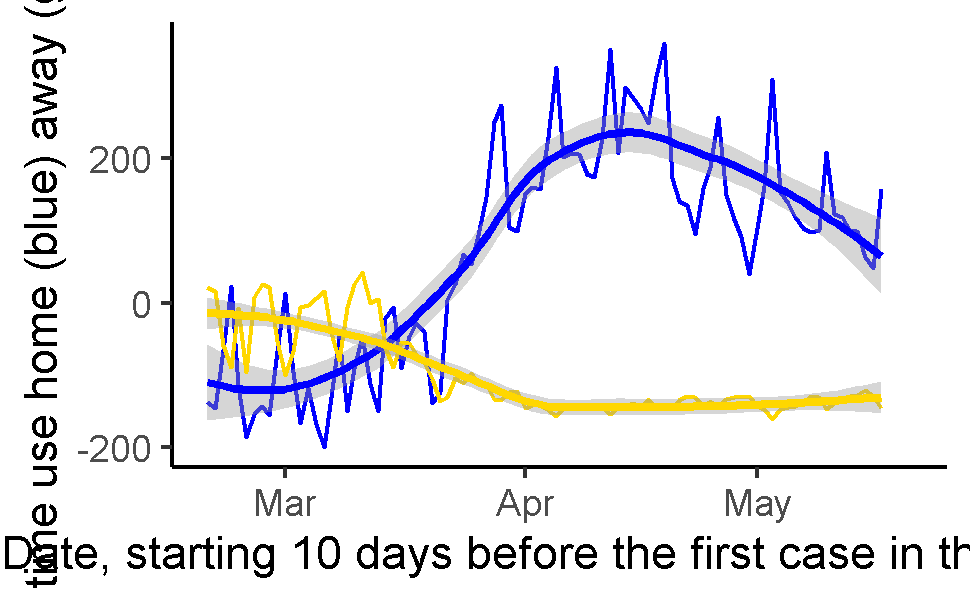 time use home (blue) away (
200
0
-200
Mar Apr May
Date, starting 10 days before the first case in th